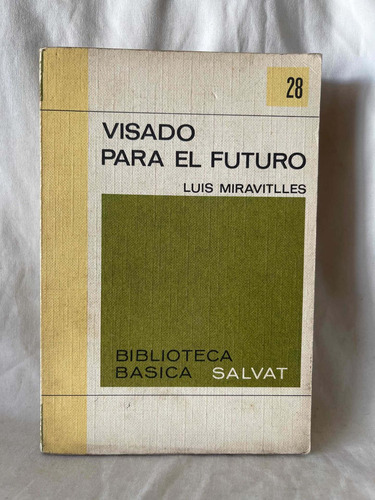 28
VISADO
PARA EL FUTURO
LUIS MIRAVITLLES
BIBLIOTECA
BASICA SALVAT